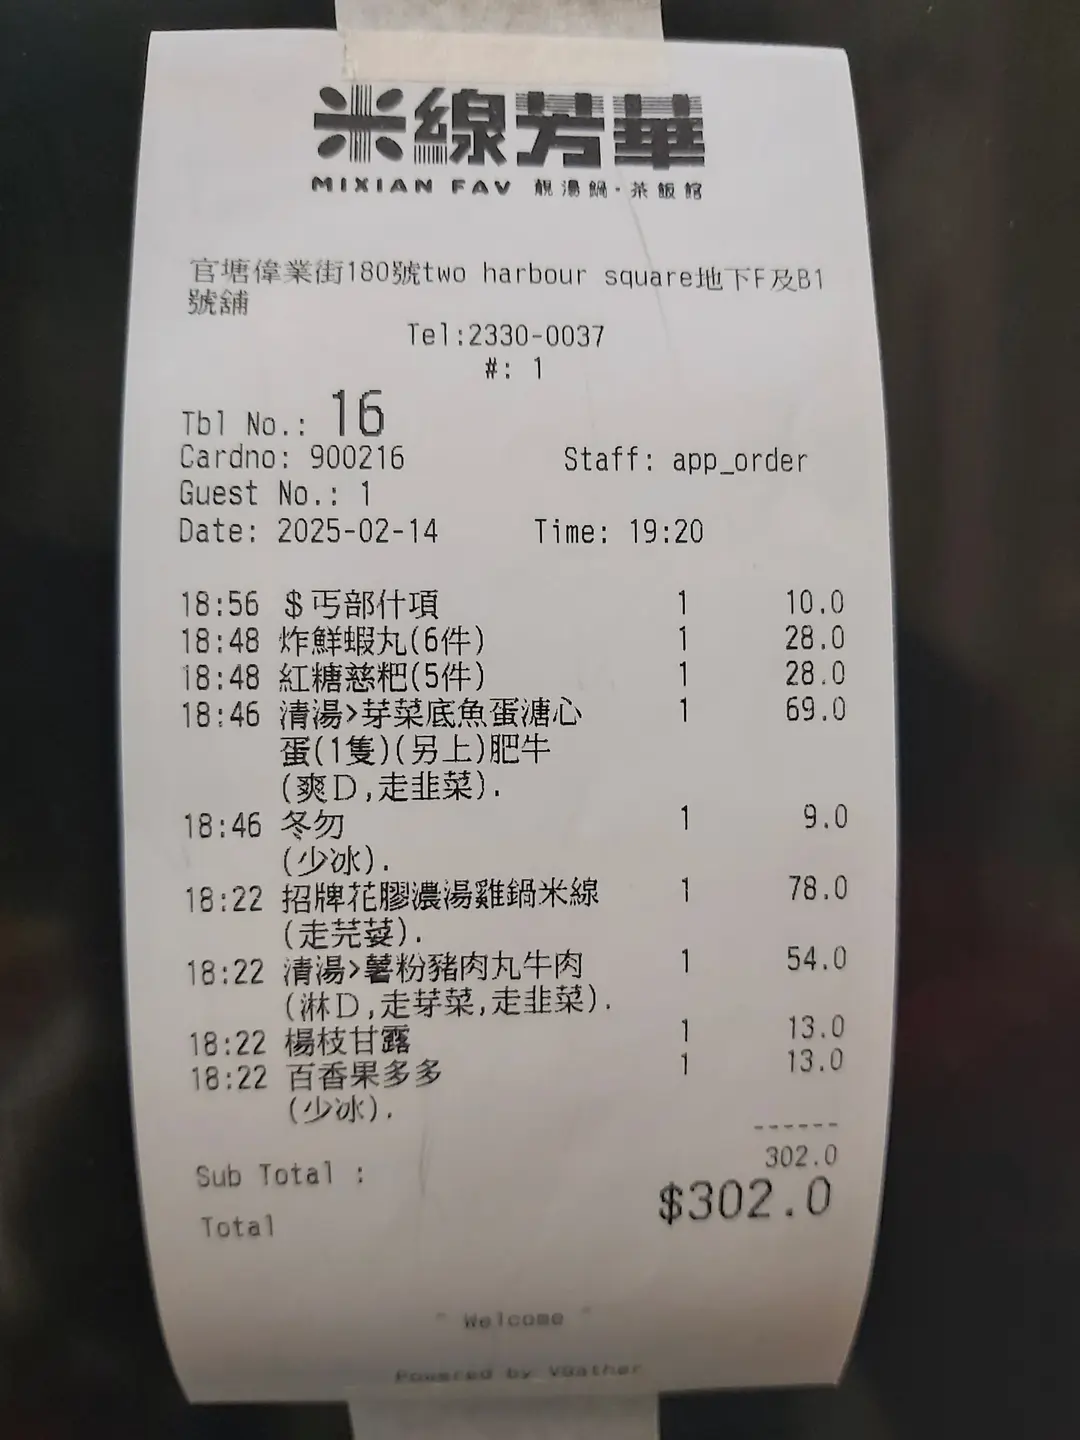 米線芳華
MIXIAN FAV 靚湯鍋·茶飯館
官塘偉業街180號two harbour square地下F及B1
號舖
Tel:2330-0037
#: 1
Tbl No.: 16
Cardno: 900216 Staff: app_order
Guest No.: 1
Date: 2025-02-14 Time: 19:20
18:56 $丐部什項 1 10.0
18:48 炸鮮蝦丸(6件) 1 28.0
18:48 紅糖慈粑(5件) 1 28.0
18:46 清湯>芽菜底魚蛋溏心 1 69.0
蛋(1隻)(另上)肥牛
(爽D,走韭菜).
18:46 冬勿 1 9.0
(少冰).
18:22 招牌花膠濃湯雞鍋米線 1 78.0
(走芫荽).
18:22 清湯>薯粉豬肉丸牛肉 1 54.0
(淋D,走芽菜,走韭菜).
18:22 楊枝甘露 1 13.0
18:22 百香果多多 1 13.0
(少冰).
------
Sub Total : 302.0
Total $302.0
" Welcome "
Powered by VGather